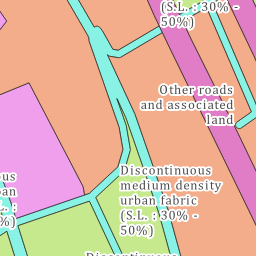 (S.L. : 30% -
50%)
Other roads
and associated
land
Discontinuous
medium density
urban fabric
(S.L. : 30% -
50%)